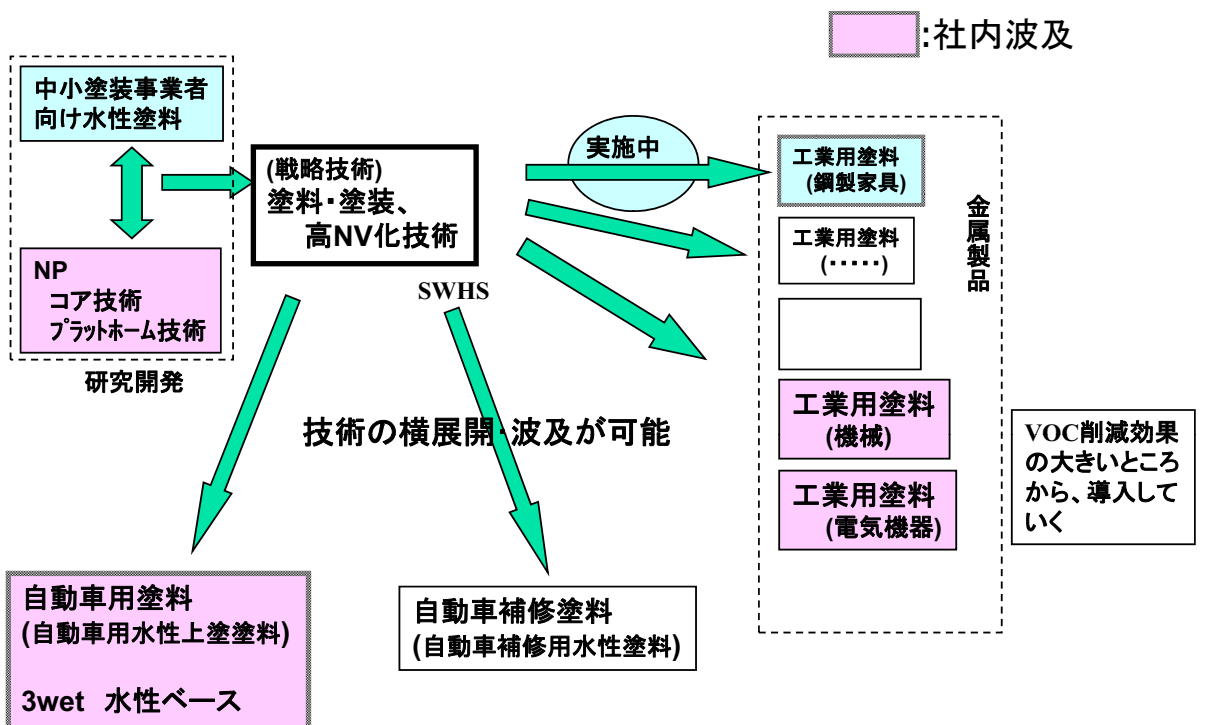 :社内波及
中小塗装事業者
向け水性塗料
NP
コア技術
プラットホーム技術
研究開発
(戦略技術)
塗料・塗装、
高NV化技術
SWHS
実施中
工業用塗料
(鋼製家具)
工業用塗料
(・・・・・)
工業用塗料
(機械)
工業用塗料
(電気機器)
金属製品
VOC削減効果
の大きいところ
から、導入して
いく
技術の横展開・波及が可能
自動車用塗料
(自動車用水性上塗塗料)
3wet 水性ベース
自動車補修塗料
(自動車補修用水性塗料)